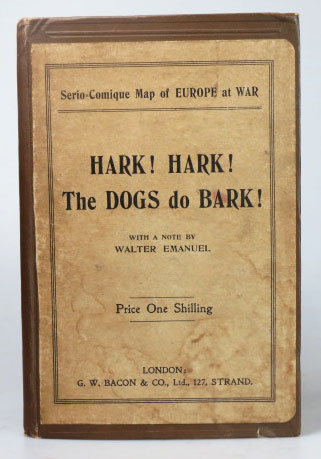 Serio-Comique Map of EUROPE at WAR
HARK! HARK!
The DOGS do BARK!
WITH A NOTE BY
WALTER EMANUEL
Price One Shilling
LONDON:
G. W. BACON & CO., Ltd., 127, STRAND.